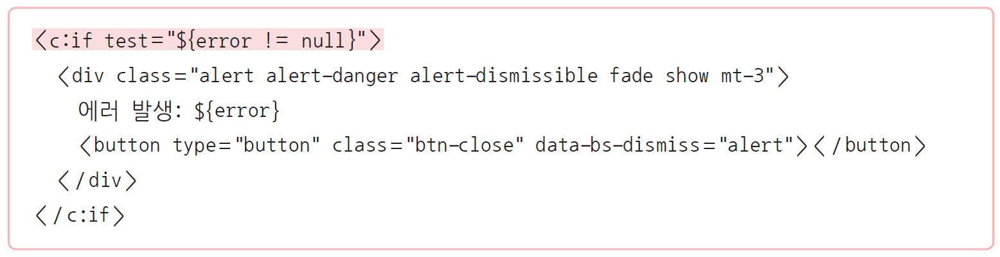 <c:if test="${error != null}">
<div class="alert alert-danger alert-dismissible fade show mt-3">
에러 발생: ${error}
<button type="button" class="btn-close" data-bs-dismiss="alert"></button>
</div>
</c:if>